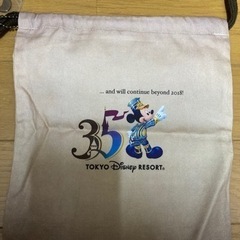 ... and will continue beyond 2018!
35
TOKYO Disney RESORT®